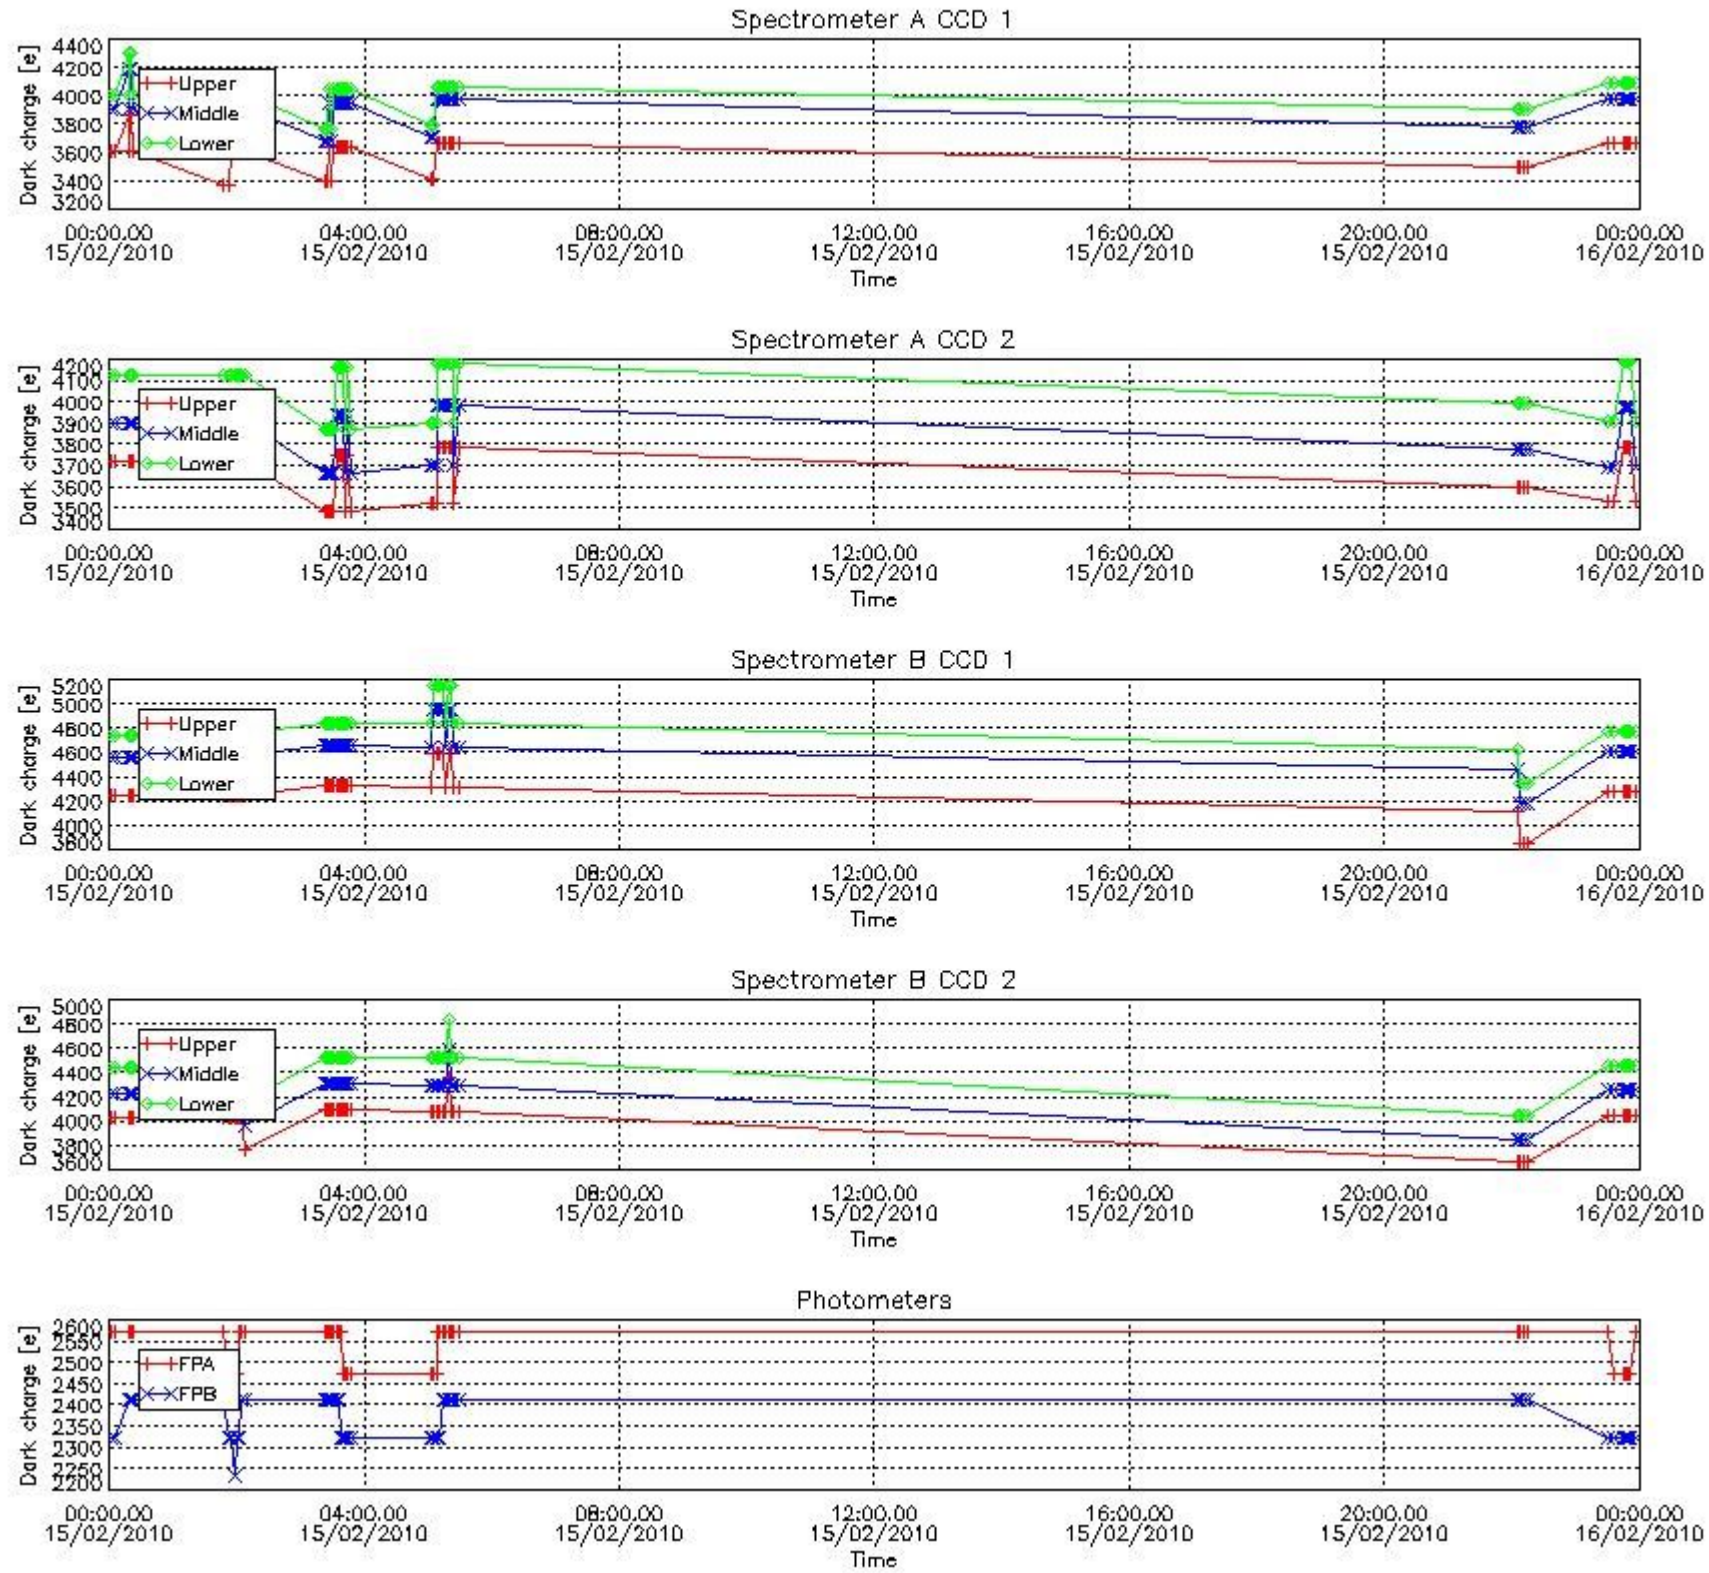 Spectrometer A CCD 1
Dark charge [e]
4400
4200
4000
3800
3600
3400
3200
Upper
Middle
Lower
00:00.00 04:00.00 08:00.00 12:00.00 16:00.00 20:00.00 00:00.00
15/02/2010 15/02/2010 15/02/2010 15/02/2010 15/02/2010 15/02/2010 16/02/2010
Time
Spectrometer A CCD 2
Dark charge [e]
4200
4100
4000
3900
3800
3700
3600
3500
3400
Upper
Middle
Lower
00:00.00 04:00.00 08:00.00 12:00.00 16:00.00 20:00.00 00:00.00
15/02/2010 15/02/2010 15/02/2010 15/02/2010 15/02/2010 15/02/2010 16/02/2010
Time
Spectrometer B CCD 1
Dark charge [e]
5200
5000
4800
4600
4400
4200
4000
3800
Upper
Middle
Lower
00:00.00 04:00.00 08:00.00 12:00.00 16:00.00 20:00.00 00:00.00
15/02/2010 15/02/2010 15/02/2010 15/02/2010 15/02/2010 15/02/2010 16/02/2010
Time
Spectrometer B CCD 2
Dark charge [e]
5000
4800
4600
4400
4200
4000
3800
3600
Upper
Middle
Lower
00:00.00 04:00.00 08:00.00 12:00.00 16:00.00 20:00.00 00:00.00
15/02/2010 15/02/2010 15/02/2010 15/02/2010 15/02/2010 15/02/2010 16/02/2010
Time
Photometers
Dark charge [e]
2600
2550
2500
2450
2400
2350
2300
2250
2200
FPA
FPB
00:00.00 04:00.00 08:00.00 12:00.00 16:00.00 20:00.00 00:00.00
15/02/2010 15/02/2010 15/02/2010 15/02/2010 15/02/2010 15/02/2010 16/02/2010
Time